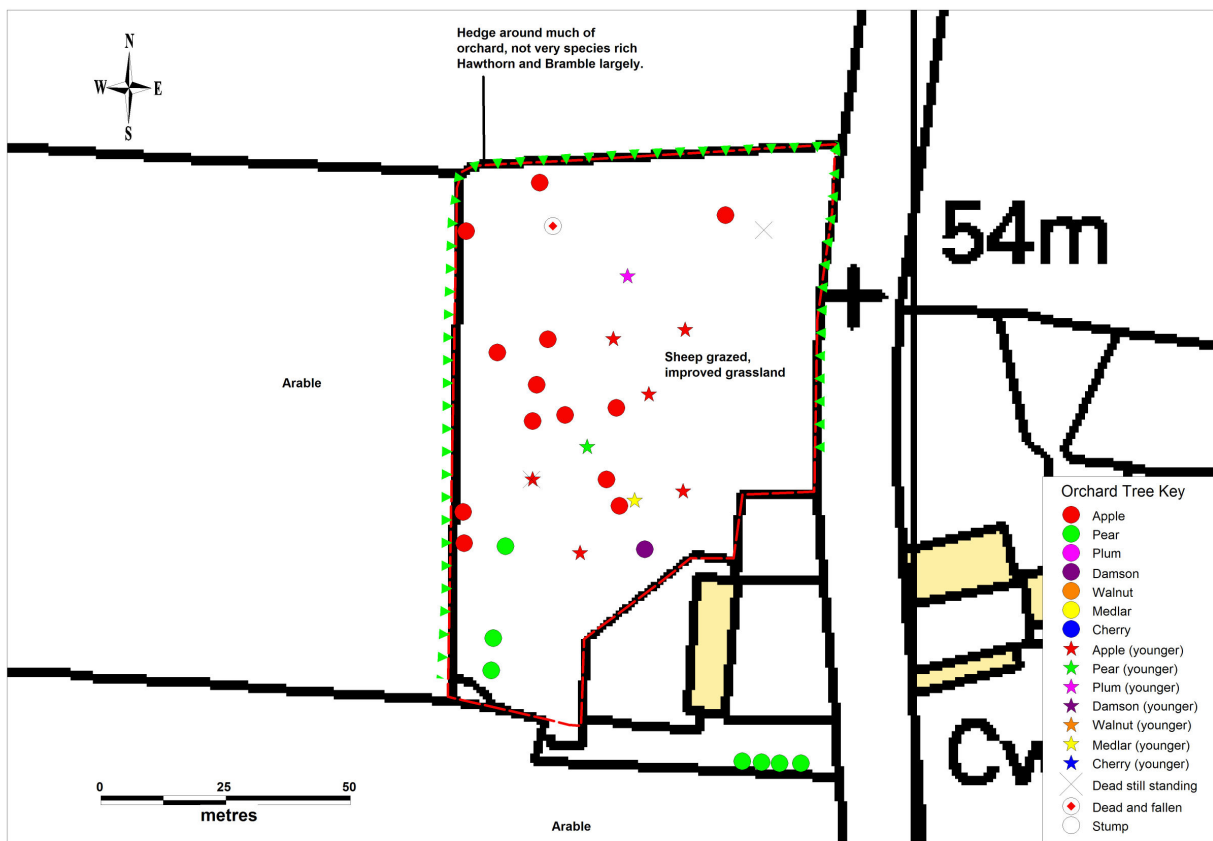 Hedge around much of
orchard, not very species rich
Hawthorn and Bramble largely.
N
W E
S
54m
Sheep grazed,
improved grassland
Arable
Orchard Tree Key
Apple
Pear
Plum
Damson
Walnut
Medlar
Cherry
Apple (younger)
Pear (younger)
Plum (younger)
Damson (younger)
Walnut (younger)
Medlar (younger)
Cherry (younger)
Dead still standing
Dead and fallen
Stump
0 25 50
metres
Arable